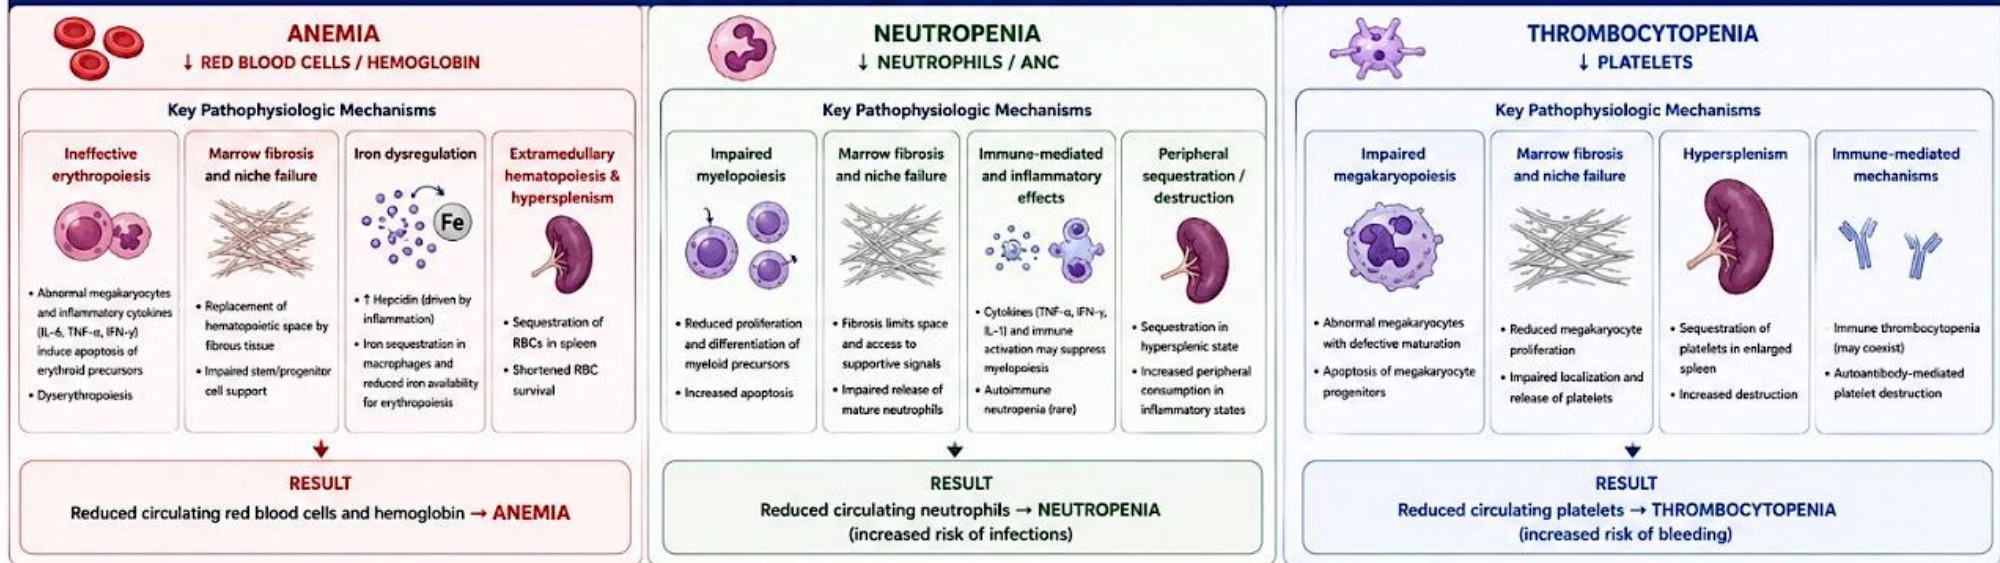 ANEMIA
↓ RED BLOOD CELLS / HEMOGLOBIN
Key Pathophysiologic Mechanisms
Ineffective
erythropoiesis
• Abnormal megakaryocytes
and inflammatory cytokines
(IL-6, TNF-α, IFN-γ)
induce apoptosis of
erythroid precursors
• Dyserythropoiesis
Marrow fibrosis
and niche failure
• Replacement of
hematopoietic space by
fibrous tissue
• Impaired stem/progenitor
cell support
Iron dysregulation
Fe
• ↑ Hepcidin (driven by
inflammation)
• Iron sequestration in
macrophages and
reduced iron availability
for erythropoiesis
Extramedullary
hematopoiesis &
hypersplenism
• Sequestration of
RBCs in spleen
• Shortened RBC
survival
RESULT
Reduced circulating red blood cells and hemoglobin → ANEMIA
NEUTROPENIA
↓ NEUTROPHILS / ANC
Key Pathophysiologic Mechanisms
Impaired
myelopoiesis
• Reduced proliferation
and differentiation of
myeloid precursors
• Increased apoptosis
Marrow fibrosis
and niche failure
• Fibrosis limits space
and access to
supportive signals
• Impaired release of
mature neutrophils
Immune-mediated
and inflammatory
effects
• Cytokines (TNF-α, IFN-γ,
IL-1) and immune
activation may suppress
myelopoiesis
• Autoimmune
neutropenia (rare)
Peripheral
sequestration /
destruction
• Sequestration in
hypersplenic state
• Increased peripheral
consumption in
inflammatory states
RESULT
Reduced circulating neutrophils → NEUTROPENIA
(increased risk of infections)
THROMBOCYTOPENIA
↓ PLATELETS
Key Pathophysiologic Mechanisms
Impaired
megakaryopoiesis
• Abnormal megakaryocytes
with defective maturation
• Apoptosis of megakaryocyte
progenitors
Marrow fibrosis
and niche failure
• Reduced megakaryocyte
proliferation
• Impaired localization and
release of platelets
Hypersplenism
• Sequestration of
platelets in enlarged
spleen
• Increased destruction
Immune-mediated
mechanisms
· Immune thrombocytopenia
(may coexist)
• Autoantibody-mediated
platelet destruction
RESULT
Reduced circulating platelets → THROMBOCYTOPENIA
(increased risk of bleeding)